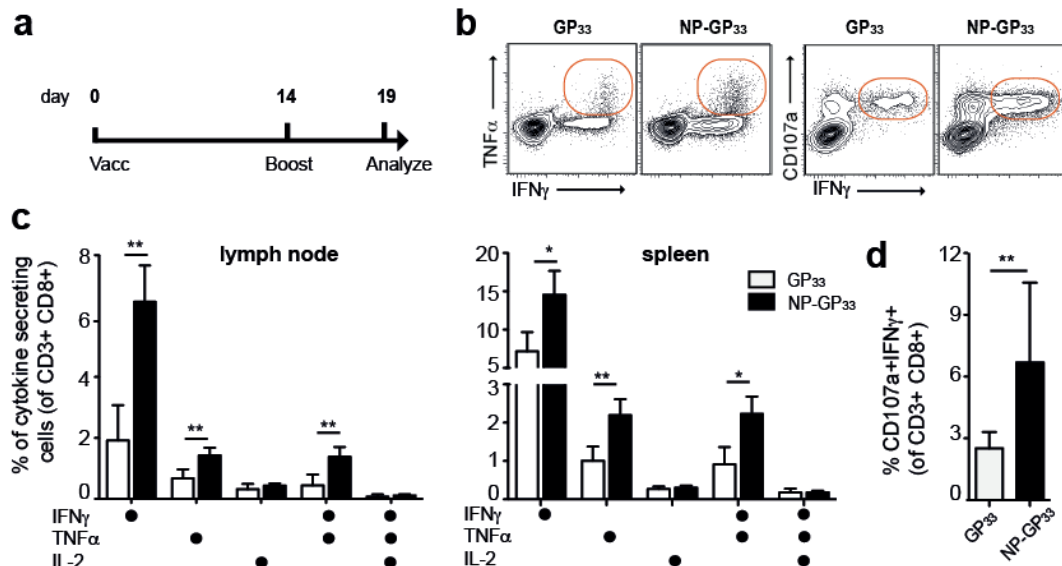 a
day 0 14 19
Vacc Boost Analyze
b
GP₃₃ NP-GP₃₃ GP₃₃ NP-GP₃₃
TNFα
IFNγ
CD107a
IFNγ
c
lymph node
% of cytokine secreting
cells (of CD3+ CD8+)
8
6
4
2
0
** ** **
IFNγ
TNFα
IL-2
spleen
20
15
10
5
3
2
1
0
* ** *
GP₃₃
NP-GP₃₃
IFNγ
TNFα
IL-2
d
% CD107a+IFNγ+
(of CD3+ CD8+)
12
9
6
3
0
**
GP₃₃
NP-GP₃₃